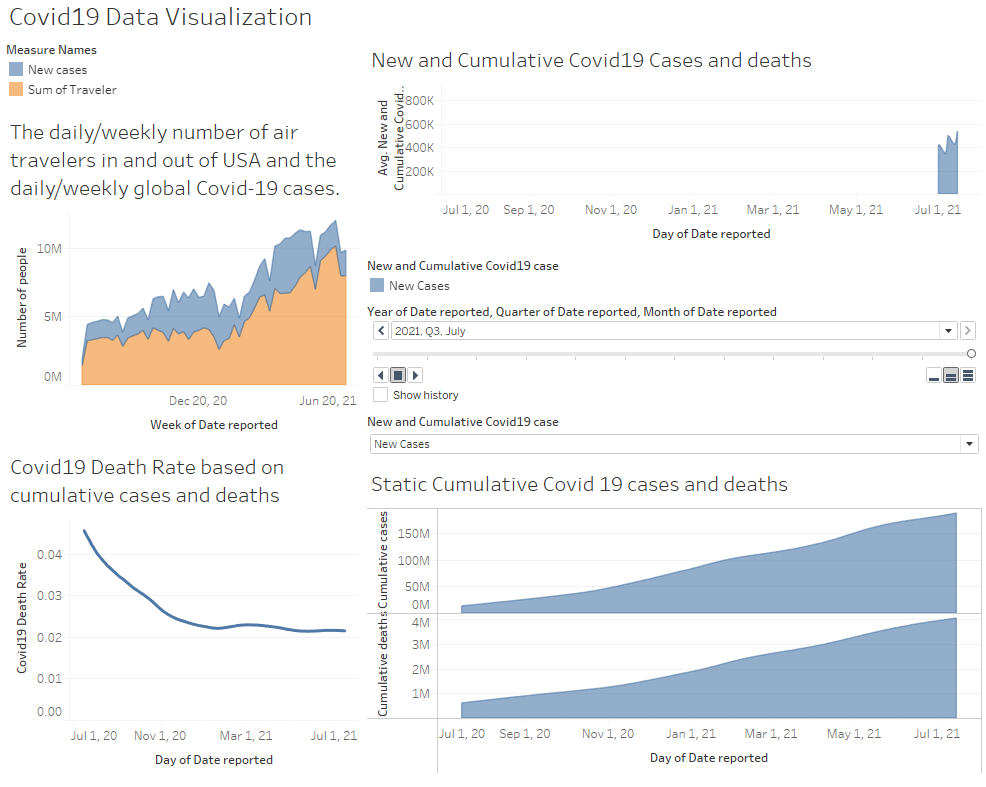 Covid19 Data Visualization
Measure Names
New cases
Sum of Traveler
The daily/weekly number of air
travelers in and out of USA and the
daily/weekly global Covid-19 cases.
Number of people
10M
5M
0M
Dec 20, 20
Jun 20, 21
Week of Date reported
Covid19 Death Rate based on
cumulative cases and deaths
Covid19 Death Rate
0.04
0.03
0.02
0.01
0.00
Jul 1, 20
Nov 1, 20
Mar 1, 21
Jul 1, 21
Day of Date reported
New and Cumulative Covid19 Cases and deaths
Avg. New and
Cumulative Covid..
800K
600K
400K
200K
Jul 1, 20
Sep 1, 20
Nov 1, 20
Jan 1, 21
Mar 1, 21
May 1, 21
Jul 1, 21
Day of Date reported
New and Cumulative Covid19 case
New Cases
Year of Date reported, Quarter of Date reported, Month of Date reported
2021, Q3, July
Show history
New and Cumulative Covid19 case
New Cases
Static Cumulative Covid 19 cases and deaths
Cumulative cases
150M
100M
50M
0M
Cumulative deaths
4M
3M
2M
1M
Jul 1, 20
Sep 1, 20
Nov 1, 20
Jan 1, 21
Mar 1, 21
May 1, 21
Jul 1, 21
Day of Date reported